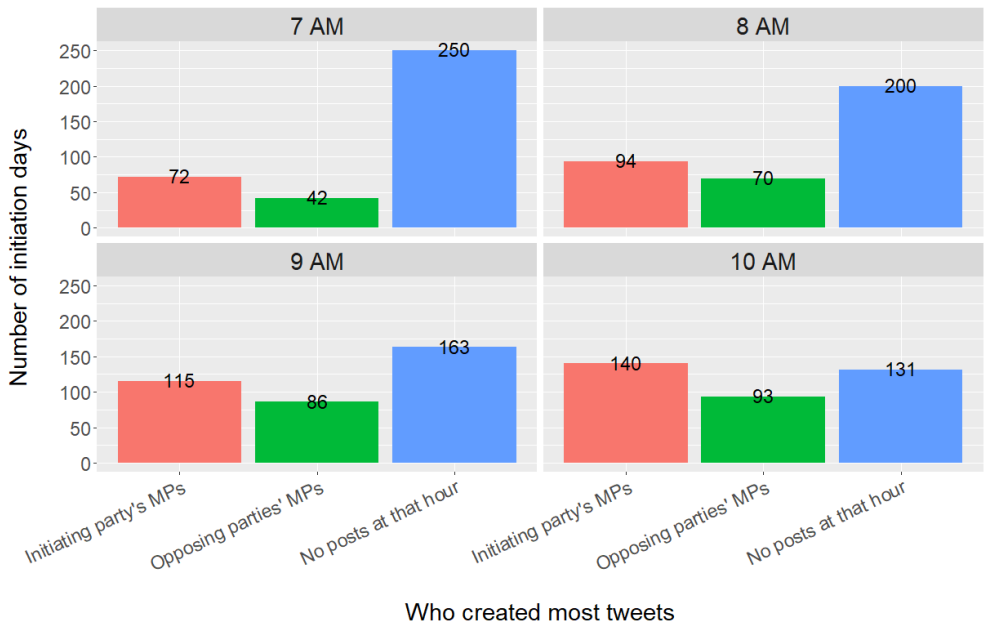 7 AM
8 AM
Number of initiation days
250
200
150
100
50
0
72
42
250
94
70
200
9 AM
10 AM
250
200
150
100
50
0
115
86
163
140
93
131
Initiating party's MPs
Opposing parties' MPs
No posts at that hour
Initiating party's MPs
Opposing parties' MPs
No posts at that hour
Who created most tweets